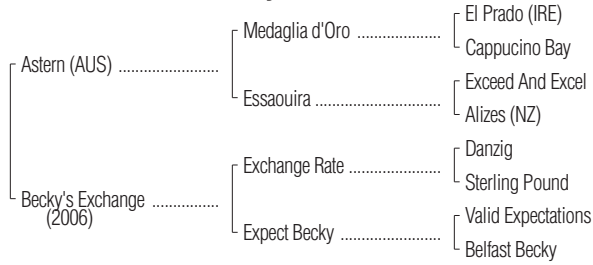 El Prado (IRE)
Medaglia d'Oro ....................
Cappucino Bay
Astern (AUS) ........................
Exceed And Excel
Essaouira ..............................
Alizes (NZ)
Danzig
Exchange Rate ....................
Sterling Pound
Becky's Exchange ................
(2006)
Valid Expectations
Expect Becky ........................
Belfast Becky